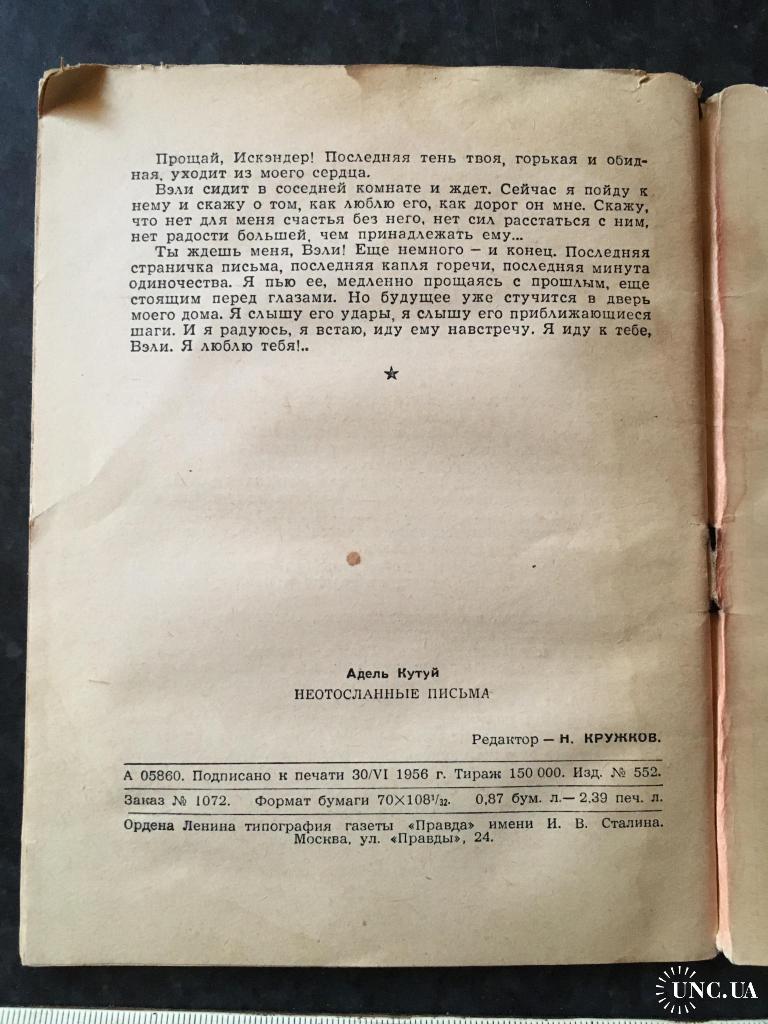 Прощай, Искэндер! Последняя тень твоя, горькая и обид-
ная, уходит из моего сердца.
Вэли сидит в соседней комнате и ждет. Сейчас я пойду к
нему и скажу о том, как люблю его, как дорог он мне. Скажу,
что нет для меня счастья без него, нет сил расстаться с ним,
нет радости большей, чем принадлежать ему...
Ты ждешь меня, Вэли! Еще немного — и конец. Последняя
страничка письма, последняя капля горечи, последняя минута
одиночества. Я пью ее, медленно прощаясь с прошлым, еще
стоящим перед глазами. Но будущее уже стучится в дверь
моего дома. Я слышу его удары, я слышу его приближающиеся
шаги. И я радуюсь, я встаю, иду ему навстречу. Я иду к тебе,
Вэли. Я люблю тебя!..
Адель Кутуй
НЕОТОСЛАННЫЕ ПИСЬМА
Редактор — Н. КРУЖКОВ.
А 05860. Подписано к печати 30/VI 1956 г. Тираж 150 000. Изд. № 552.
Заказ № 1072. Формат бумаги 70×108¹/₃₂. 0,87 бум. л.— 2,39 печ. л.
Ордена Ленина типография газеты «Правда» имени И. В. Сталина.
Москва, ул. «Правды», 24.
UNC.UA